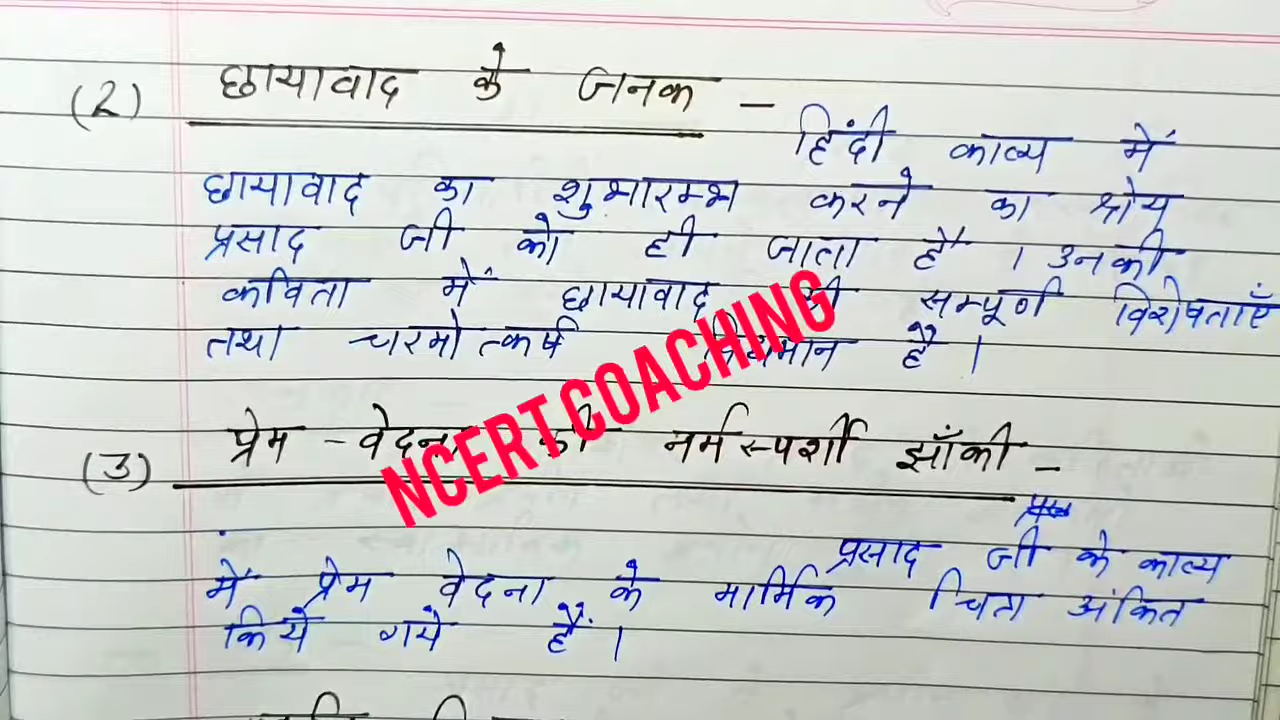 (2) छायावाद के जनक –
हिंदी काव्य में
छायावाद का शुभारम्भ करने का श्रेय
प्रसाद जी को ही जाता है । उनकी
कविता में छायावाद की सम्पूर्ण विशेषताएँ
तथा चरमोत्कर्ष विद्यमान है ।
NCERT COACHING
(3) प्रेम - वेदना की नर्मस्पर्शी झाँकी –
प्रसाद जी के काव्य
में प्रेम वेदना के मार्मिक अंकित
किये गये हैं ।